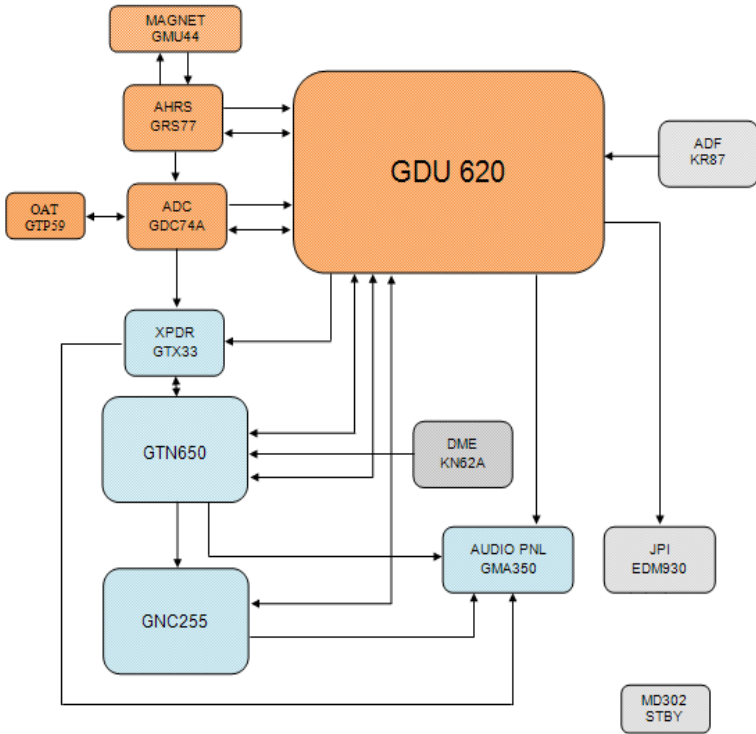 MAGNET
GMU44
AHRS
GRS77
GDU 620
ADF
KR87
OAT
GTP59
ADC
GDC74A
XPDR
GTX33
GTN650
DME
KN62A
AUDIO PNL
GMA350
JPI
EDM930
GNC255
MD302
STBY